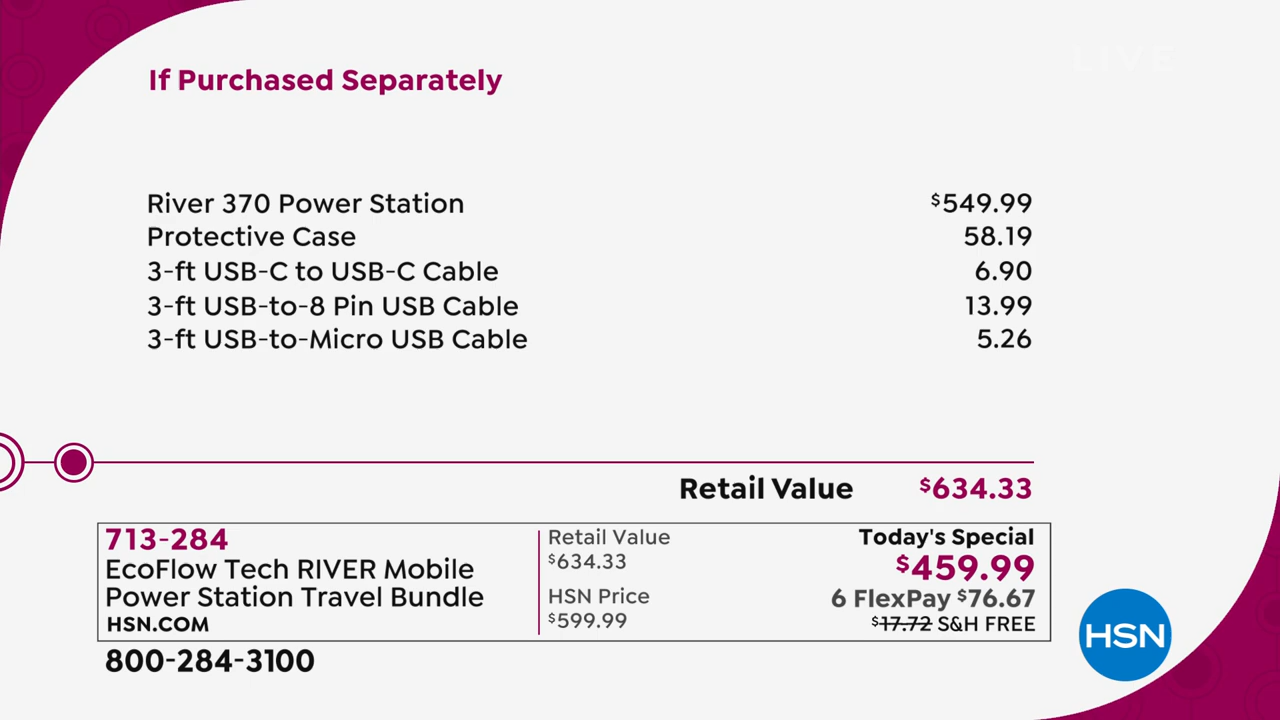 LIVE
If Purchased Separately
River 370 Power Station $549.99
Protective Case 58.19
3-ft USB-C to USB-C Cable 6.90
3-ft USB-to-8 Pin USB Cable 13.99
3-ft USB-to-Micro USB Cable 5.26
Retail Value $634.33
713-284
EcoFlow Tech RIVER Mobile
Power Station Travel Bundle
HSN.COM
Retail Value
$634.33
HSN Price
$599.99
Today's Special
$459.99
6 FlexPay $76.67
$17.72 S&H FREE
800-284-3100
HSN